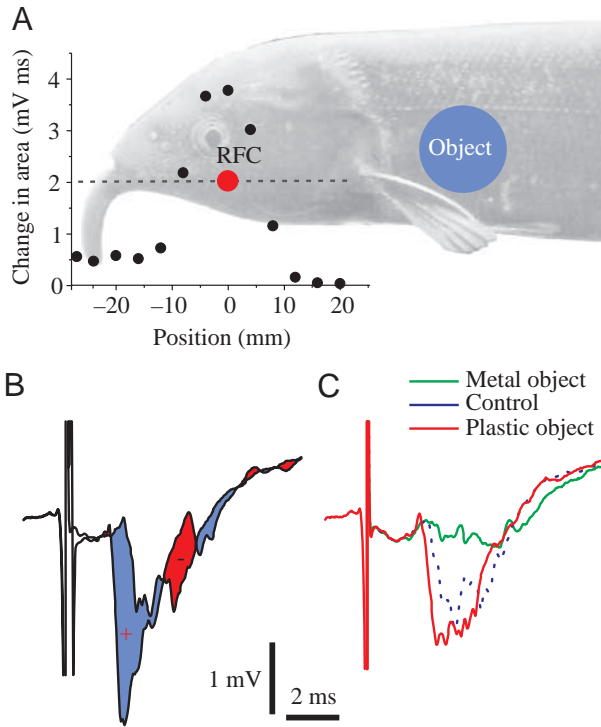 A
Change in area (mV ms)
4
3
2
1
0
RFC
Object
–20
–10
0
10
20
Position (mm)
B
C
Metal object
Control
Plastic object
+
-
1 mV
2 ms